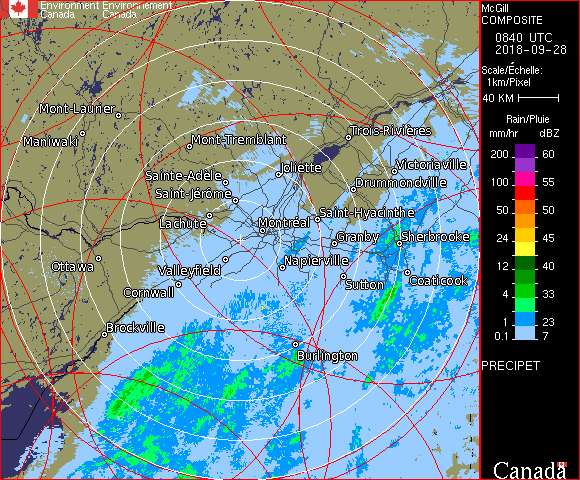 Environment Environnement
Canada Canada
McGill
COMPOSITE
0840 UTC
2018-09-28
Scale/Échelle:
1km/Pixel
40 KM
Rain/Pluie
mm/hr dBZ
200 60
100 55
50 50
24 45
12 40
4 33
1 23
0.1 7
PRECIPET
Canada
Mont-Laurier
Maniwaki
Mont-Tremblant
Trois-Rivières
Sainte-Adèle
Joliette
Victoriaville
Saint-Jérôme
Drummondville
Lachute
Montréal
Saint-Hyacinthe
Granby
Sherbrooke
Ottawa
Valleyfield
Napierville
Sutton
Coaticook
Cornwall
Brockville
Burlington